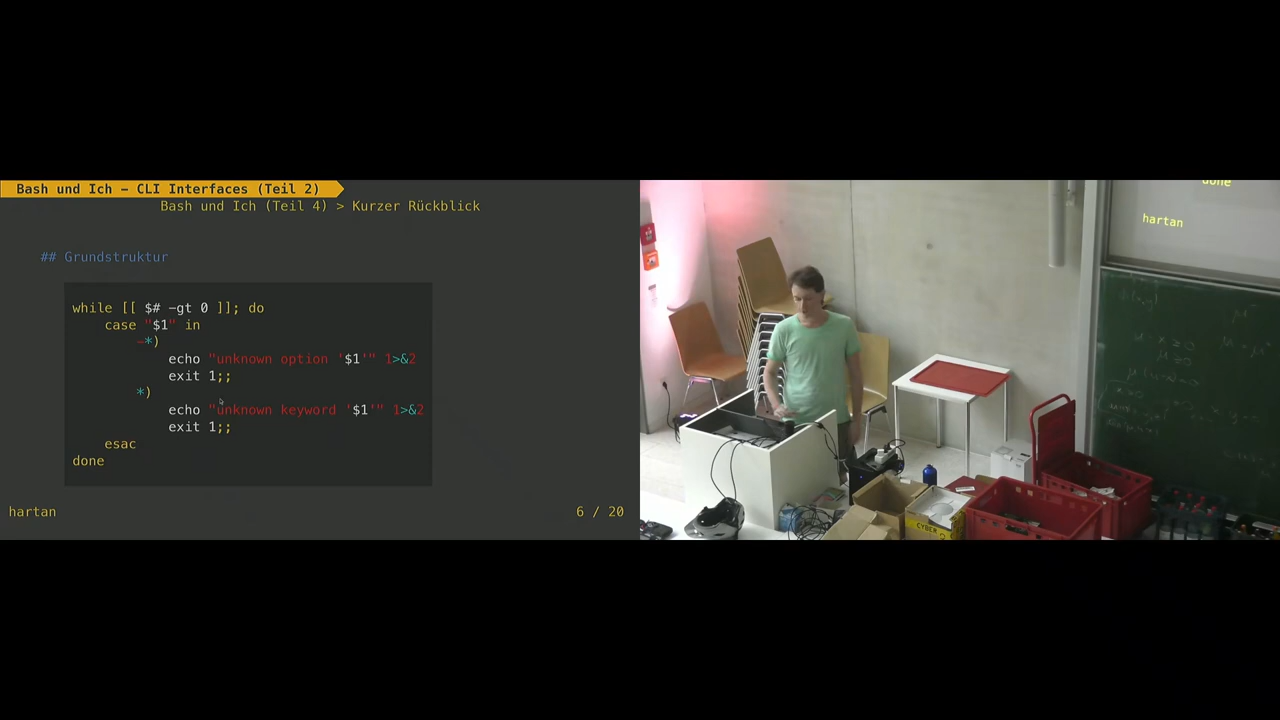 Bash und Ich – CLI Interfaces (Teil 2)
Bash und Ich (Teil 4) > Kurzer Rückblick
## Grundstruktur
while [[ $# -gt 0 ]]; do
    case "$1" in
        -*)
            echo "unknown option '$1'" 1>&2
            exit 1;;
        *)
            echo "unknown keyword '$1'" 1>&2
            exit 1;;
    esac
done
hartan
6 / 20
done
hartan
CYBER